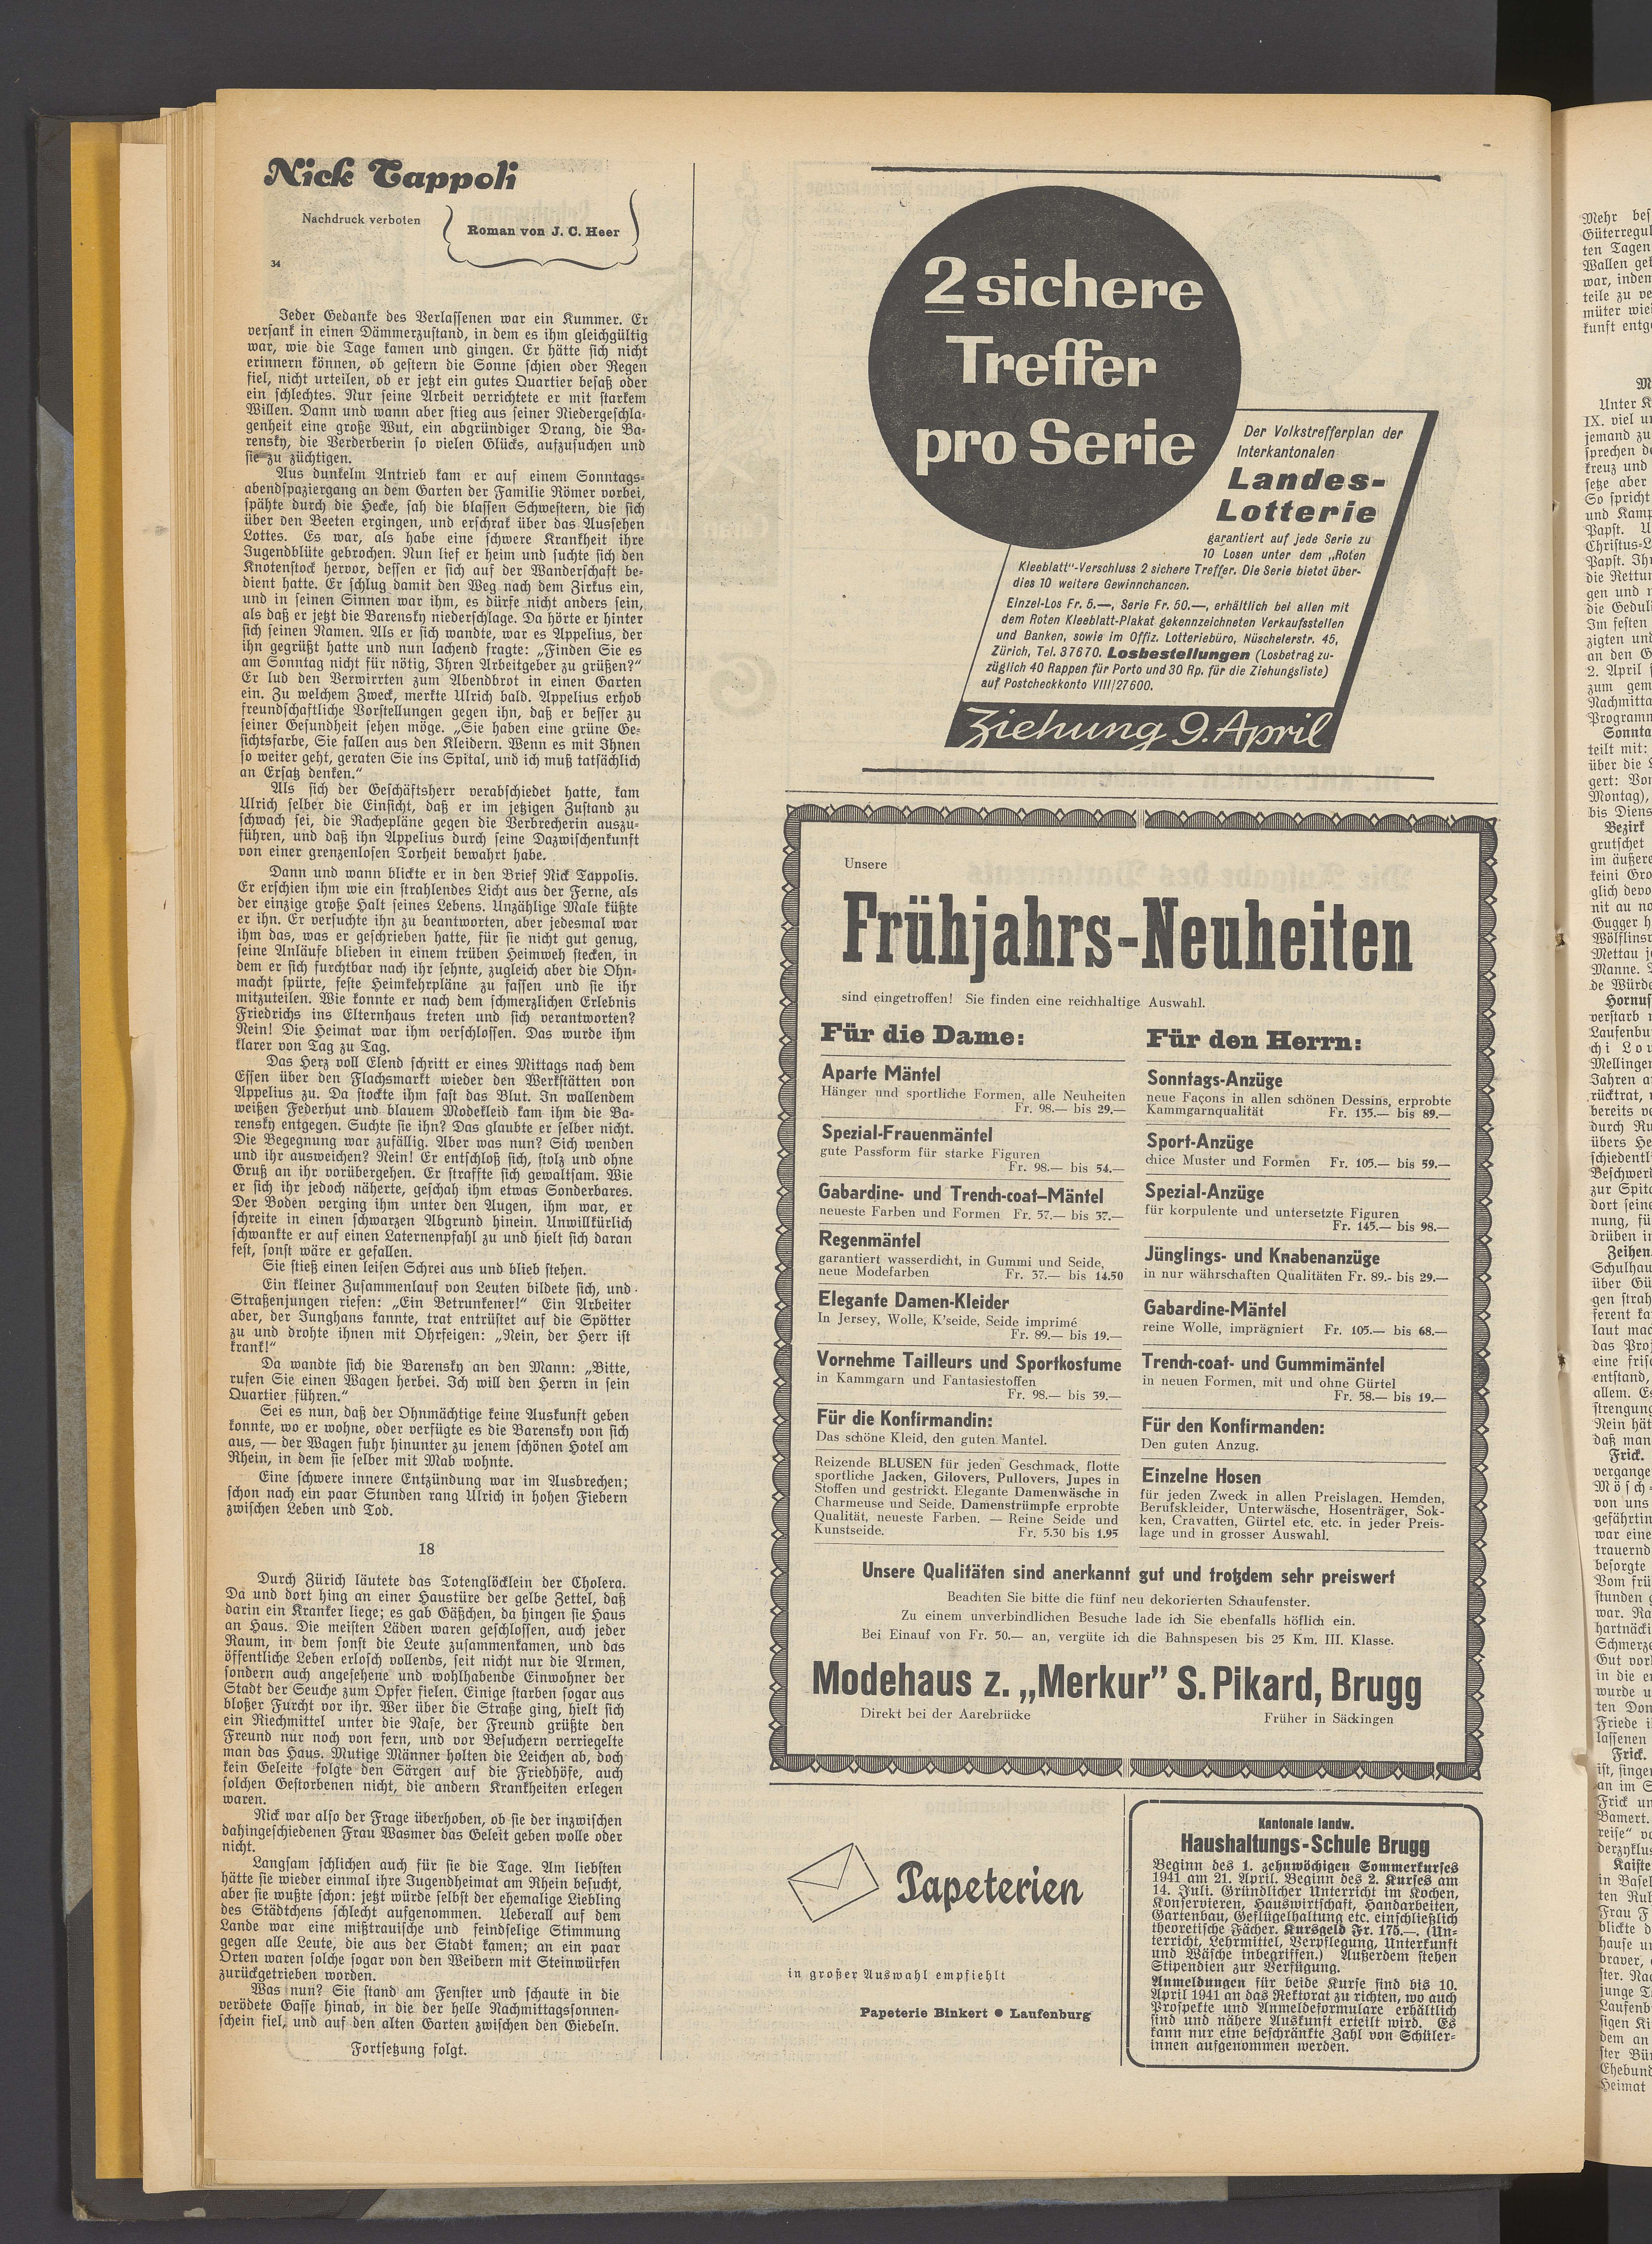 Nick Tappoli
Nachdruck verboten
Roman von J. C. Heer
34
Jeder Gedanke des Verlassenen war ein Kummer. Er
versank in einen Dämmerzustand, in dem es ihm gleichgültig
war, wie die Tage kamen und gingen. Er hätte sich nicht
erinnern können, ob gestern die Sonne schien oder Regen
fiel, nicht urteilen, ob er jetzt ein gutes Quartier besaß oder
ein schlechtes. Nur seine Arbeit verrichtete er mit starkem
Willen. Dann und wann aber stieg aus seiner Niedergeschla-
genheit eine große Wut, ein abgründiger Drang, die Ba-
rensky, die Verderberin so vielen Glücks, aufzusuchen und
sie zu züchtigen.
Aus dunkelm Antrieb kam er auf einem Sonntags-
abendspaziergang an dem Garten der Familie Römer vorbei,
spähte durch die Hecke, sah die blassen Schwestern, die sich
über den Beeten ergingen, und erschrak über das Aussehen
Lottes. Es war, als habe eine schwere Krankheit ihre
Jugendblüte gebrochen. Nun lief er heim und suchte sich den
Knotenstock hervor, dessen er sich auf der Wanderschaft be-
dient hatte. Er schlug damit den Weg nach dem Zirkus ein,
und in seinen Sinnen war ihm, es dürfe nicht anders sein,
als daß er jetzt die Barensky niederschlage. Da hörte er hinter
sich seinen Namen. Als er sich wandte, war es Appelius, der
ihn gegrüßt hatte und nun lachend fragte: „Finden Sie es
am Sonntag nicht für nötig, Ihren Arbeitgeber zu grüßen?"
Er lud den Verwirrten zum Abendbrot in einen Garten
ein. Zu welchem Zweck, merkte Ulrich bald. Appelius erhob
freundschaftliche Vorstellungen gegen ihn, daß er besser zu
seiner Gesundheit sehen möge. „Sie haben eine grüne Ge-
sichtsfarbe, Sie fallen aus den Kleidern. Wenn es mit Ihnen
so weiter geht, geraten Sie ins Spital, und ich muß tatsächlich
an Ersatz denken."
Als sich der Geschäftsherr verabschiedet hatte, kam
Ulrich selber die Einsicht, daß er im jetzigen Zustand zu
schwach sei, die Rachepläne gegen die Verbrecherin auszu-
führen, und daß ihn Appelius durch seine Dazwischenkunft
von einer grenzenlosen Torheit bewahrt habe.
Dann und wann blickte er in den Brief Nick Tappolis.
Er erschien ihm wie ein strahlendes Licht aus der Ferne, als
der einzige große Halt seines Lebens. Unzählige Male küßte
er ihn. Er versuchte ihn zu beantworten, aber jedesmal war
ihm das, was er geschrieben hatte, für sie nicht gut genug,
seine Anläufe blieben in einem trüben Heimweh stecken, in
dem er sich furchtbar nach ihr sehnte, zugleich aber die Ohn-
macht spürte, feste Heimkehrpläne zu fassen und sie ihr
mitzuteilen. Wie konnte er nach dem schmerzlichen Erlebnis
Friedrichs ins Elternhaus treten und sich verantworten?
Nein! Die Heimat war ihm verschlossen. Das wurde ihm
klarer von Tag zu Tag.
Das Herz voll Elend schritt er eines Mittags nach dem
Essen über den Flachsmarkt wieder den Werkstätten von
Appelius zu. Da stockte ihm fast das Blut. In wallendem
weißen Federhut und blauem Modekleid kam ihm die Ba-
rensky entgegen. Suchte sie ihn? Das glaubte er selber nicht.
Die Begegnung war zufällig. Aber was nun? Sich wenden
und ihr ausweichen? Nein! Er entschloß sich, stolz und ohne
Gruß an ihr vorübergehen. Er straffte sich gewaltsam. Wie
er sich ihr jedoch näherte, geschah ihm etwas Sonderbares.
Der Boden verging ihm unter den Augen, ihm war, er
schreite in einen schwarzen Abgrund hinein. Unwillkürlich
schwankte er auf einen Laternenpfahl zu und hielt sich daran
fest, sonst wäre er gefallen.
Sie stieß einen leisen Schrei aus und blieb stehen.
Ein kleiner Zusammenlauf von Leuten bildete sich, und
Straßenjungen riefen: „Ein Betrunkener!" Ein Arbeiter
aber, der Junghans kannte, trat entrüstet auf die Spötter
zu und drohte ihnen mit Ohrfeigen: „Nein, der Herr ist
krank!"
Da wandte sich die Barensky an den Mann: „Bitte,
rufen Sie einen Wagen herbei. Ich will den Herrn in sein
Quartier führen."
Sei es nun, daß der Ohnmächtige keine Auskunft geben
konnte, wo er wohne, oder verfügte es die Barensky von sich
aus, — der Wagen fuhr hinunter zu jenem schönen Hotel am
Rhein, in dem sie selber mit Mab wohnte.
Eine schwere innere Entzündung war im Ausbrechen;
schon nach ein paar Stunden rang Ulrich in hohen Fiebern
zwischen Leben und Tod.
18
Durch Zürich läutete das Totenglöcklein der Cholera.
Da und dort hing an einer Haustüre der gelbe Zettel, daß
darin ein Kranker liege; es gab Gäßchen, da hingen sie Haus
an Haus. Die meisten Läden waren geschlossen, auch jeder
Raum, in dem sonst die Leute zusammenkamen, und das
öffentliche Leben erlosch vollends, seit nicht nur die Armen,
sondern auch angesehene und wohlhabende Einwohner der
Stadt der Seuche zum Opfer fielen. Einige starben sogar aus
bloßer Furcht vor ihr. Wer über die Straße ging, hielt sich
ein Riechmittel unter die Nase, der Freund grüßte den
Freund nur noch von fern, und vor Besuchern verriegelte
man das Haus. Mutige Männer holten die Leichen ab, doch
kein Geleite folgte den Särgen auf die Friedhöfe, auch
solchen Gestorbenen nicht, die andern Krankheiten erlegen
waren.
Nick war also der Frage überhoben, ob sie der inzwischen
dahingeschiedenen Frau Wasmer das Geleit geben wolle oder
nicht.
Langsam schlichen auch für sie die Tage. Am liebsten
hätte sie wieder einmal ihre Jugendheimat am Rhein besucht,
aber sie wußte schon: jetzt würde selbst der ehemalige Liebling
des Städtchens schlecht aufgenommen. Ueberall auf dem
Lande war eine mißtrauische und feindselige Stimmung
gegen alle Leute, die aus der Stadt kamen; an ein paar
Orten waren solche sogar von den Weibern mit Steinwürfen
zurückgetrieben worden.
Was nun? Sie stand am Fenster und schaute in die
verödete Gasse hinab, in die der helle Nachmittagssonnen-
schein fiel, und auf den alten Garten zwischen den Giebeln.
Fortsetzung folgt.
2 sichere
Treffer
pro Serie
Der Volkstrefferplan der
Interkantonalen
Landes-
Lotterie
garantiert auf jede Serie zu
10 Losen unter dem „Roten
Kleeblatt"-Verschluss 2 sichere Treffer. Die Serie bietet über-
dies 10 weitere Gewinnchancen.
Einzel-Los Fr. 5.—, Serie Fr. 50.—, erhältlich bei allen mit
dem Roten Kleeblatt-Plakat gekennzeichneten Verkaufsstellen
und Banken, sowie im Offiz. Lotteriebüro, Nüschelerstr. 45,
Zürich, Tel. 37670. Losbestellungen (Losbetrag zu-
züglich 40 Rappen für Porto und 30 Rp. für die Ziehungsliste)
auf Postcheckkonto VIII/27600.
Ziehung 9. April
Unsere
Frühjahrs-Neuheiten
sind eingetroffen! Sie finden eine reichhaltige Auswahl.
Für die Dame:
Aparte Mäntel
Hänger und sportliche Formen, alle Neuheiten
Fr. 98.— bis 29.—
Spezial-Frauenmäntel
gute Passform für starke Figuren
Fr. 98.— bis 54.—
Gabardine- und Trench-coat-Mäntel
neueste Farben und Formen Fr. 57.— bis 37.—
Regenmäntel
garantiert wasserdicht, in Gummi und Seide,
neue Modefarben Fr. 37.— bis 14.50
Elegante Damen-Kleider
In Jersey, Wolle, K'seide, Seide imprimé
Fr. 89.— bis 19.—
Vornehme Tailleurs und Sportkostume
in Kammgarn und Fantasiestoffen
Fr. 98.— bis 39.—
Für die Konfirmandin:
Das schöne Kleid, den guten Mantel.
Reizende BLUSEN für jeden Geschmack, flotte
sportliche Jacken, Gilovers, Pullovers, Jupes in
Stoffen und gestrickt. Elegante Damenwäsche in
Charmeuse und Seide. Damenstrümpfe erprobte
Qualität, neueste Farben. — Reine Seide und
Kunstseide. Fr. 5.30 bis 1.95
Für den Herrn:
Sonntags-Anzüge
neue Façons in allen schönen Dessins, erprobte
Kammgarnqualität Fr. 135.— bis 89.—
Sport-Anzüge
chice Muster und Formen Fr. 105.— bis 59.—
Spezial-Anzüge
für korpulente und untersetzte Figuren
Fr. 145.— bis 98.—
Jünglings- und Knabenanzüge
in nur währschaften Qualitäten Fr. 89.- bis 29.—
Gabardine-Mäntel
reine Wolle, imprägniert Fr. 105.— bis 68.—
Trench-coat- und Gummimäntel
in neuen Formen, mit und ohne Gürtel
Fr. 58.— bis 19.—
Für den Konfirmanden:
Den guten Anzug.
Einzelne Hosen
für jeden Zweck in allen Preislagen. Hemden,
Berufskleider, Unterwäsche, Hosenträger, Sok-
ken, Cravatten, Gürtel etc. etc. in jeder Preis-
lage und in grosser Auswahl.
Unsere Qualitäten sind anerkannt gut und trotzdem sehr preiswert
Beachten Sie bitte die fünf neu dekorierten Schaufenster.
Zu einem unverbindlichen Besuche lade ich Sie ebenfalls höflich ein.
Bei Einauf von Fr. 50.— an, vergüte ich die Bahnspesen bis 25 Km. III. Klasse.
Modehaus z. „Merkur" S. Pikard, Brugg
Direkt bei der Aarebrücke Früher in Säckingen
Papeterien
in großer Auswahl empfiehlt
Papeterie Binkert • Laufenburg
Kantonale landw.
Haushaltungs-Schule Brugg
Beginn des 1. zehnwöchigen Sommerkurses
1941 am 21. April. Beginn des 2. Kurses am
14. Juli. Gründlicher Unterricht im Kochen,
Konservieren, Hauswirtschaft, Handarbeiten,
Gartenbau, Geflügelhaltung etc. einschließlich
theoretische Fächer. Kursgeld Fr. 175.—. (Un-
terricht, Lehrmittel, Verpflegung, Unterkunft
und Wäsche inbegriffen.) Außerdem stehen
Stipendien zur Verfügung.
Anmeldungen für beide Kurse sind bis 10.
April 1941 an das Rektorat zu richten, wo auch
Prospekte und Anmeldeformulare erhältlich
sind und nähere Auskunft erteilt wird. Es
kann nur eine beschränkte Zahl von Schüler-
innen aufgenommen werden.